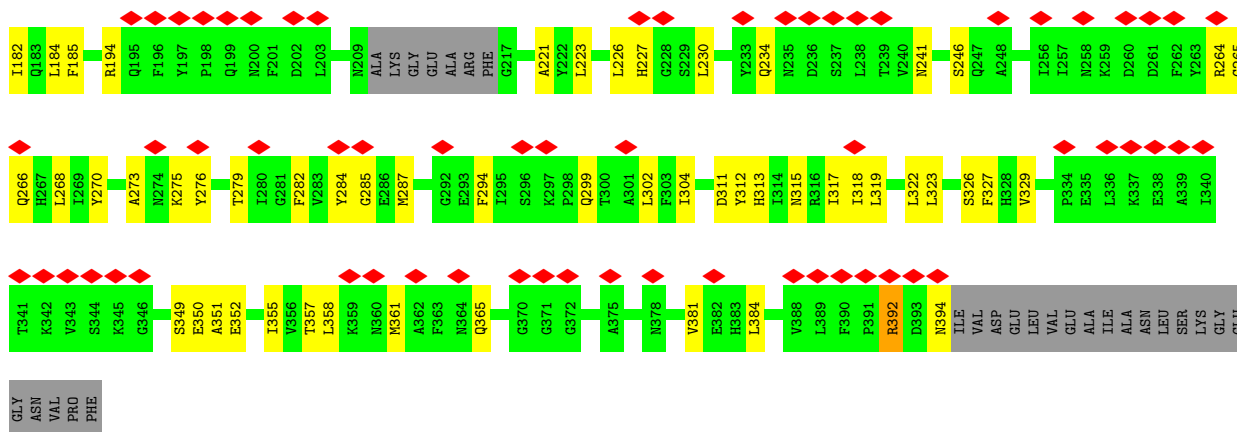 I182 Q183 L184 F185 R194 Q195 F196 Y197 P198 Q199 N200 F201 D202 L203 N209 ALA LYS GLY GLU ALA ARG PHE G217 A221 Y222 L223 L226 H227 G228 S229 L230 Y233 Q234 N235 D236 S237 L238 T239 V240 N241 S246 Q247 A248 I256 I257 N258 K259 D260 D261 F262 Y263 R264
Q266 H267 L268 I269 Y270 A273 N274 K275 Y276 T279 I280 G281 F282 V283 Y284 G285 E286 M287 G292 E293 F294 I295 S296 K297 P298 Q299 T300 A301 L302 F303 I304 D311 Y312 H313 I314 N315 R316 I317 I318 L319 L322 L323 S326 F327 H328 V329 P334 E335 L336 K337 E338 A339 I340
T341 K342 V343 S344 K345 G346 S349 E350 A351 E352 I355 V356 T357 L358 K359 N360 M361 A362 F363 N364 Q365 G370 G371 G372 A375 N378 V381 E382 H383 L384 V388 L389 F390 P391 R392 D393 N394 ILE VAL ASP GLU LEU VAL GLU ALA ILE ALA ASN LEU SER LYS GLY
GLY ASN VAL PRO PHE